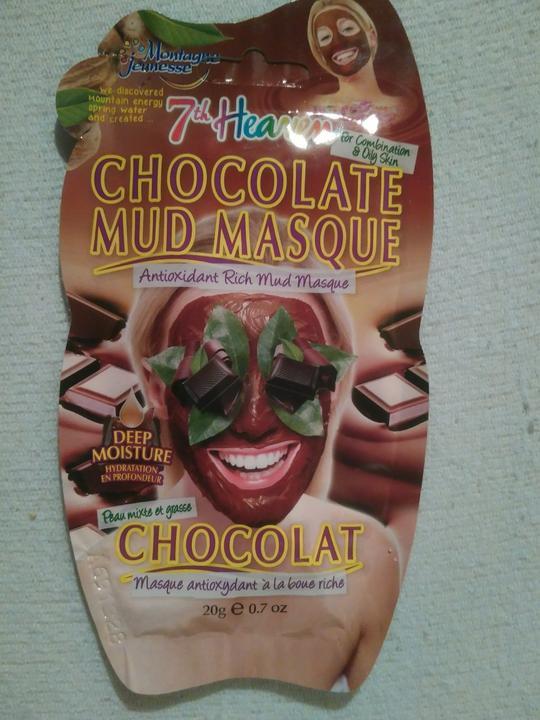 Montagne
Jeunesse
We discovered
Mountain energy
spring water
and created...
7th Heaven
for Combination
& Oily Skin
CHOCOLATE
MUD MASQUE
Antioxidant Rich Mud Masque
DEEP
MOISTURE
HYDRATATION
EN PROFONDEUR
Peau mixte et grasse
CHOCOLAT
Masque antioxydant à la boue riche
20g e 0.7 oz